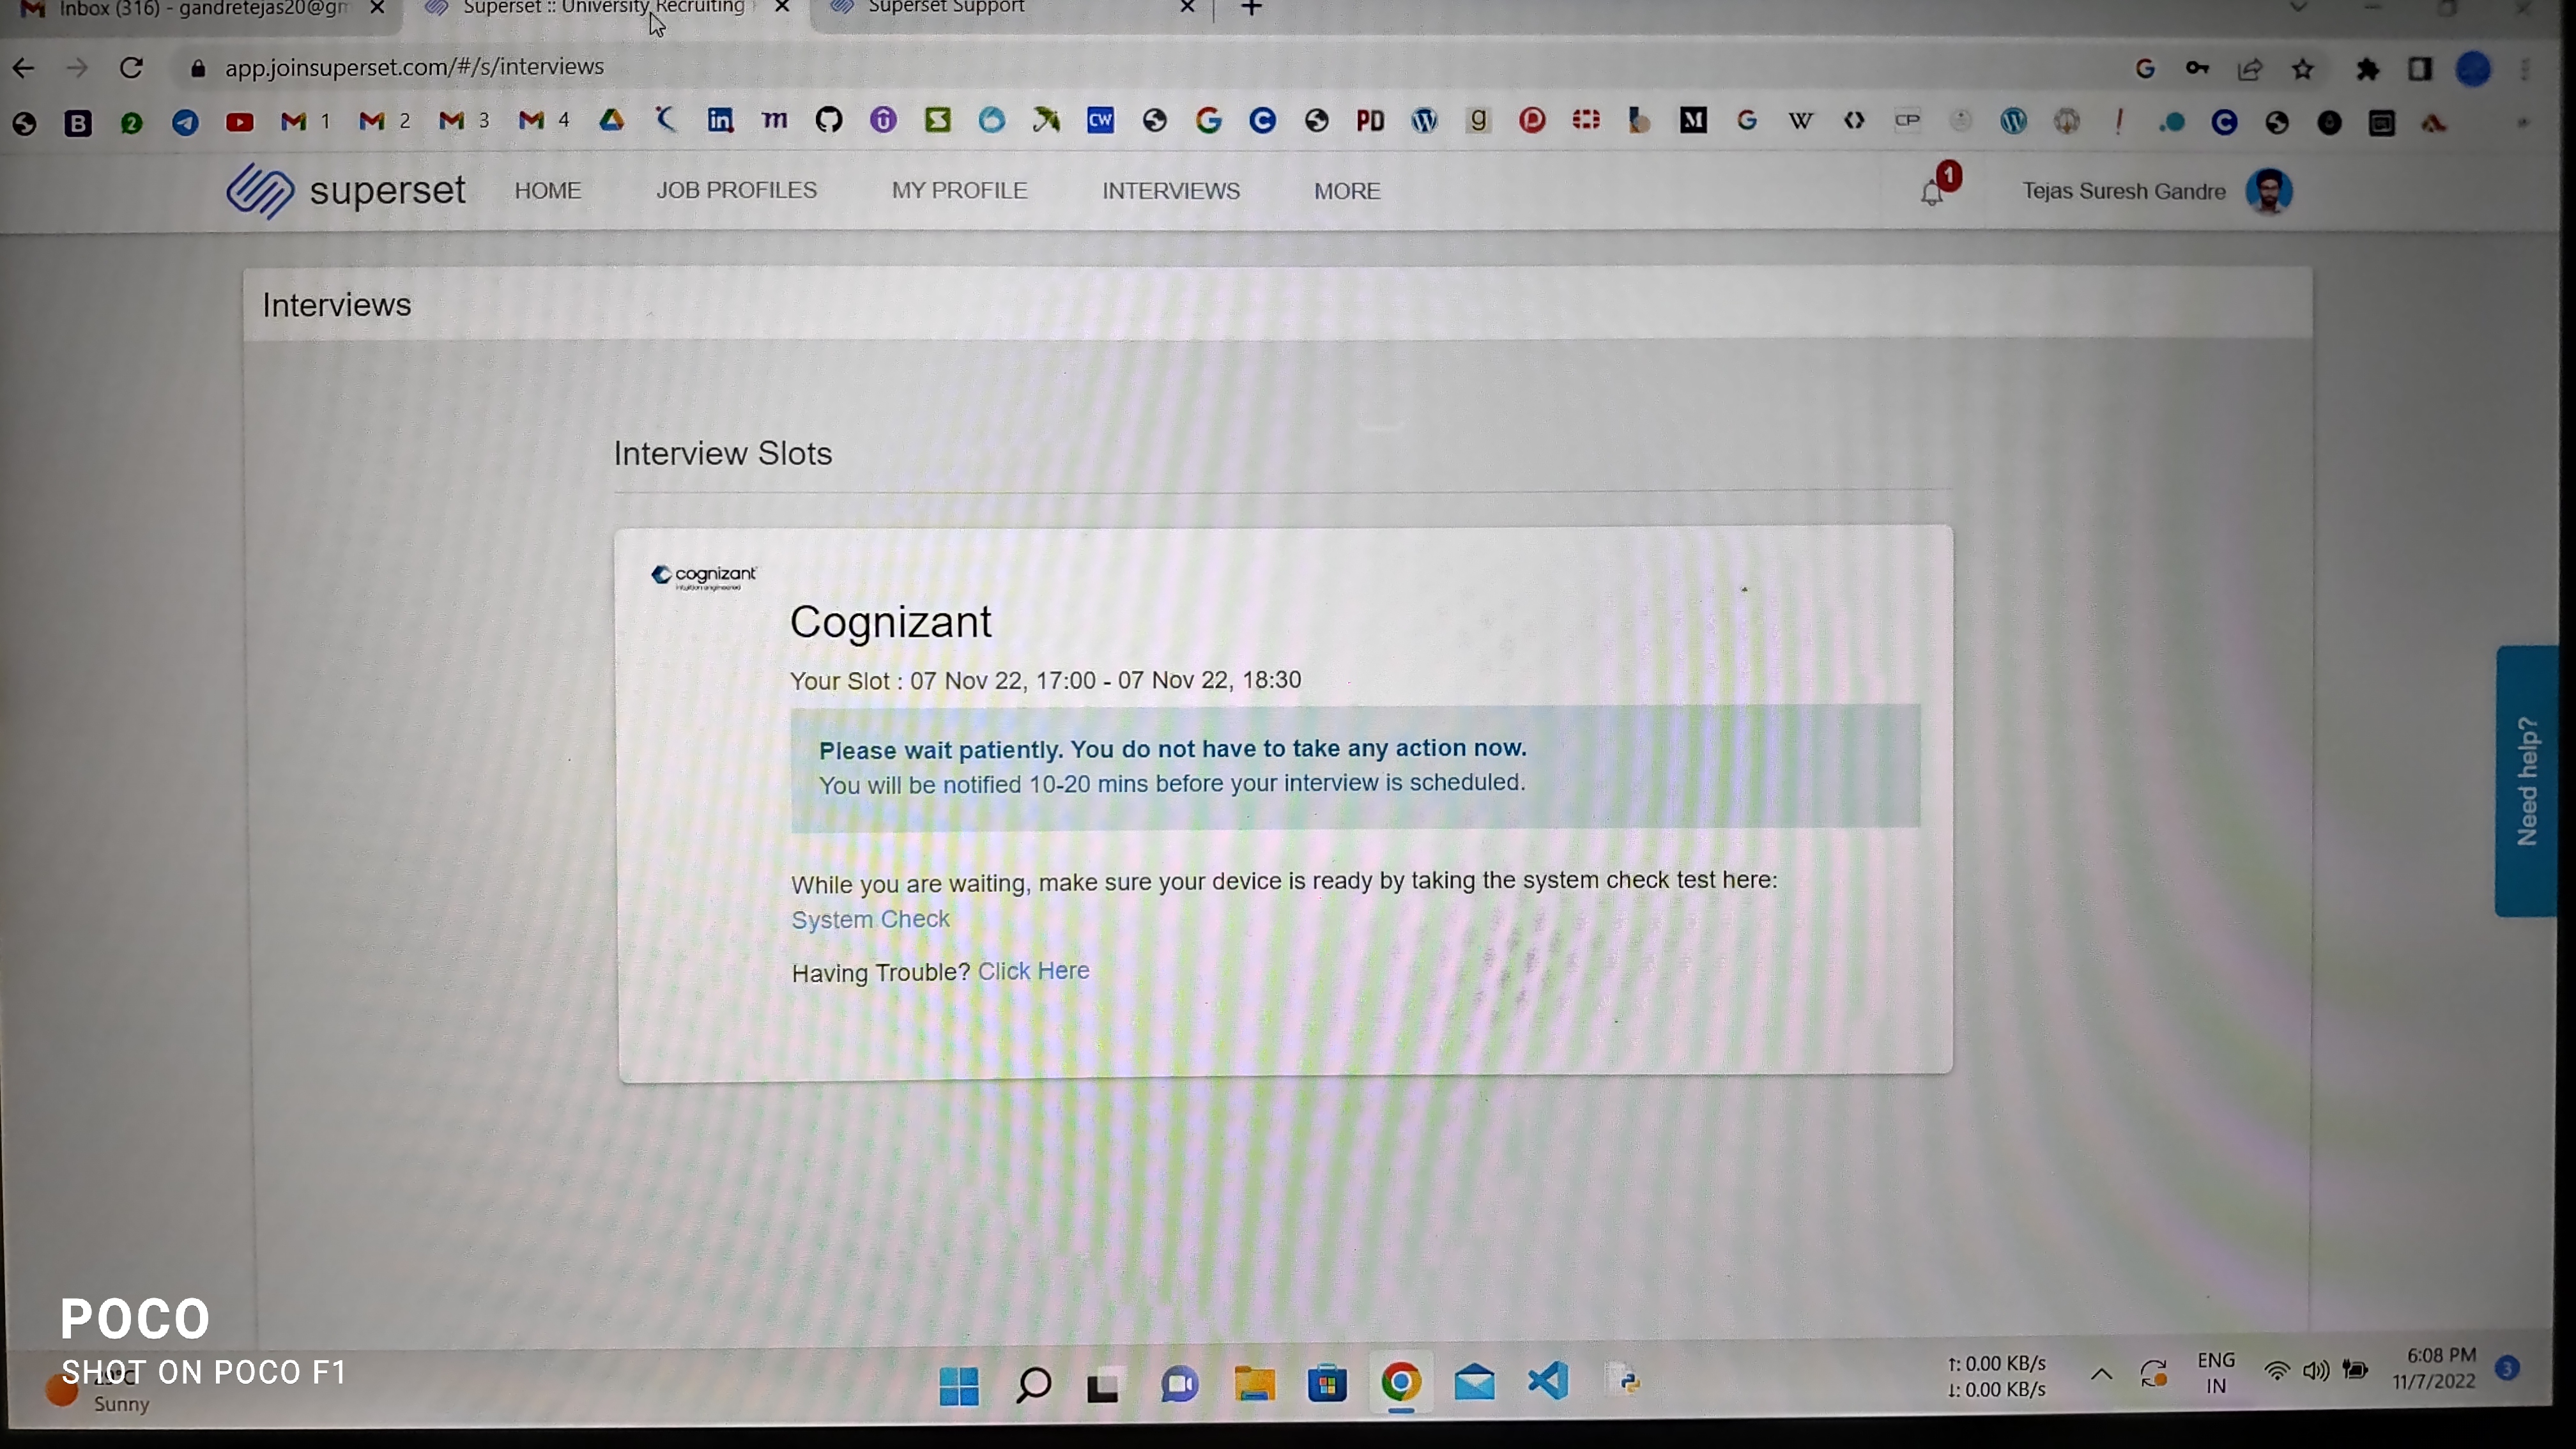 Inbox (316) - gandretejas20@gm
Superset :: University Recruiting
Superset Support
app.joinsuperset.com/#/s/interviews
1 2 3 4
CW
PD
CP
superset HOME JOB PROFILES MY PROFILE INTERVIEWS MORE 1 Tejas Suresh Gandre
Interviews
Interview Slots
cognizant
intuition engineered
Cognizant
Your Slot : 07 Nov 22, 17:00 - 07 Nov 22, 18:30
Please wait patiently. You do not have to take any action now.
You will be notified 10-20 mins before your interview is scheduled.
While you are waiting, make sure your device is ready by taking the system check test here:
System Check
Having Trouble? Click Here
Need help?
POCO
SHOT ON POCO F1
Sunny
↑: 0.00 KB/s
↓: 0.00 KB/s
ENG
IN
6:08 PM
11/7/2022
3